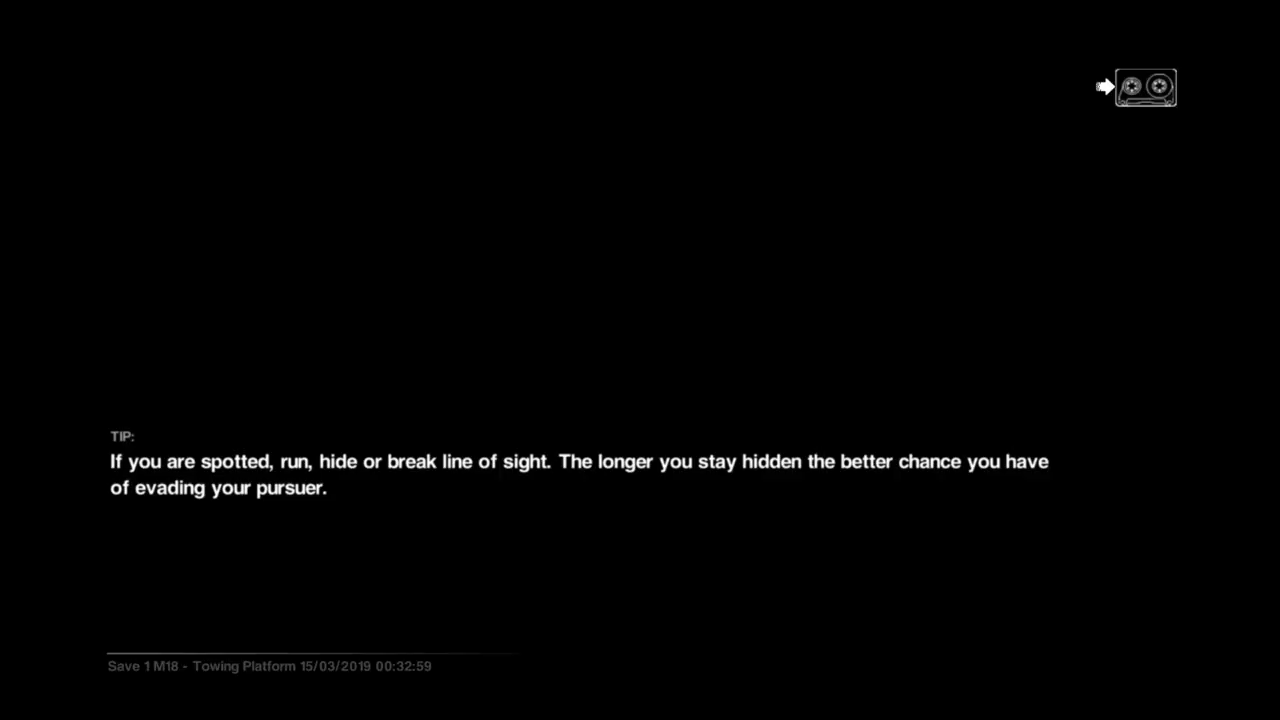 TIP:
If you are spotted, run, hide or break line of sight. The longer you stay hidden the better chance you have
of evading your pursuer.
Save 1 M18 - Towing Platform 15/03/2019 00:32:59